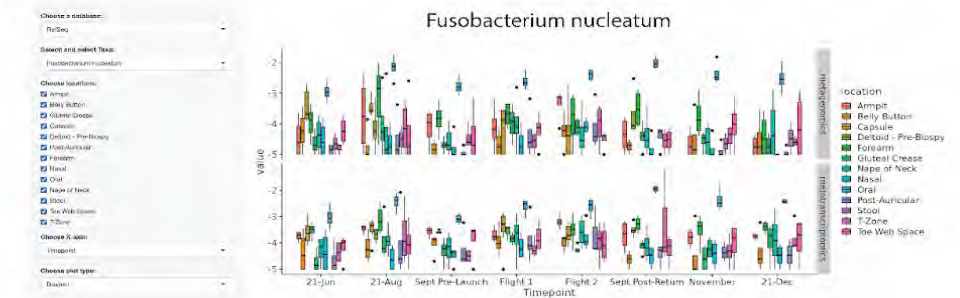 Choose a database:
RefSeq
Search and select Taxa:
Fusobacterium nucleatum
Choose locations:
Armpit
Belly Button
Gluteal Crease
Capsule
Deltoid - Pre-Biospy
Post-Auricular
Forearm
Nasal
Oral
Nape of Neck
Stool
Toe Web Space
T-Zone
Choose X-axis:
Timepoint
Choose plot type:
Boxplot
Fusobacterium nucleatum
value
-2
-3
-4
-5
metagenomics
-2
-3
-4
-5
metatranscriptomics
21-Jun
21-Aug
Sept Pre-Launch
Flight 1
Flight 2
Sept Post-Return
November
21-Dec
Timepoint
location
Armpit
Belly Button
Capsule
Deltoid - Pre-Biospy
Forearm
Gluteal Crease
Nape of Neck
Nasal
Oral
Post-Auricular
Stool
T-Zone
Toe Web Space